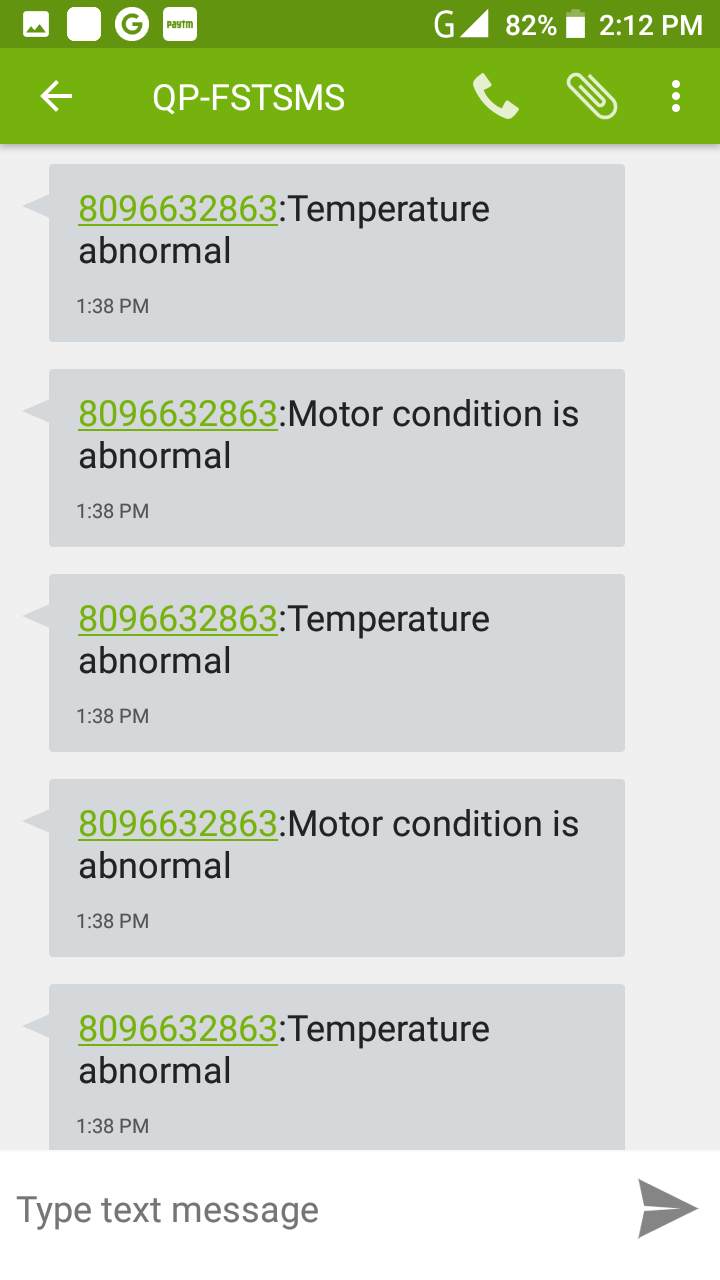 Paytm
G 82% 2:12 PM
QP-FSTSMS
8096632863:Temperature
abnormal
1:38 PM
8096632863:Motor condition is
abnormal
1:38 PM
8096632863:Temperature
abnormal
1:38 PM
8096632863:Motor condition is
abnormal
1:38 PM
8096632863:Temperature
abnormal
1:38 PM
Type text message